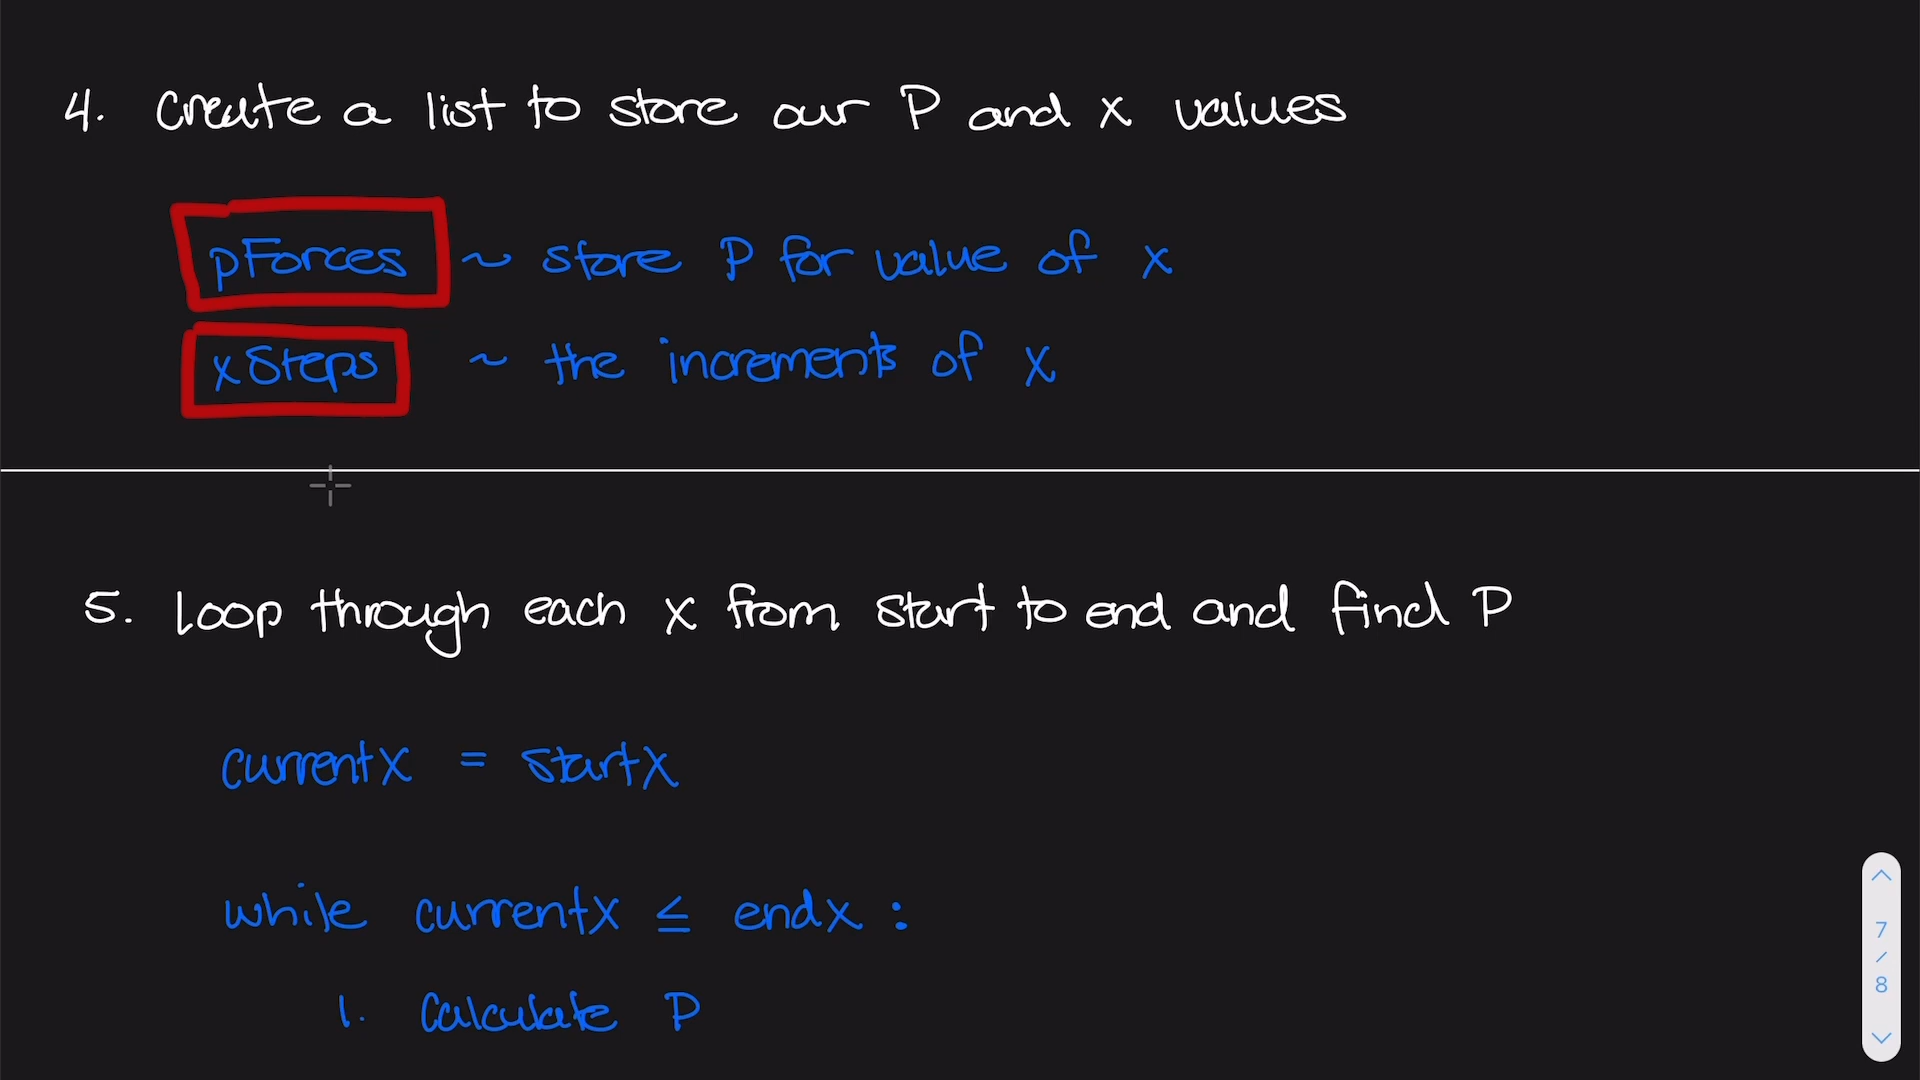 4. Create a list to store our P and x values
pForces ~ store P for value of x
xSteps ~ the increments of x
5. Loop through each x from start to end and find P
currentX = startX
while currentX ≤ endX :
1. Calculate P
7
/
8